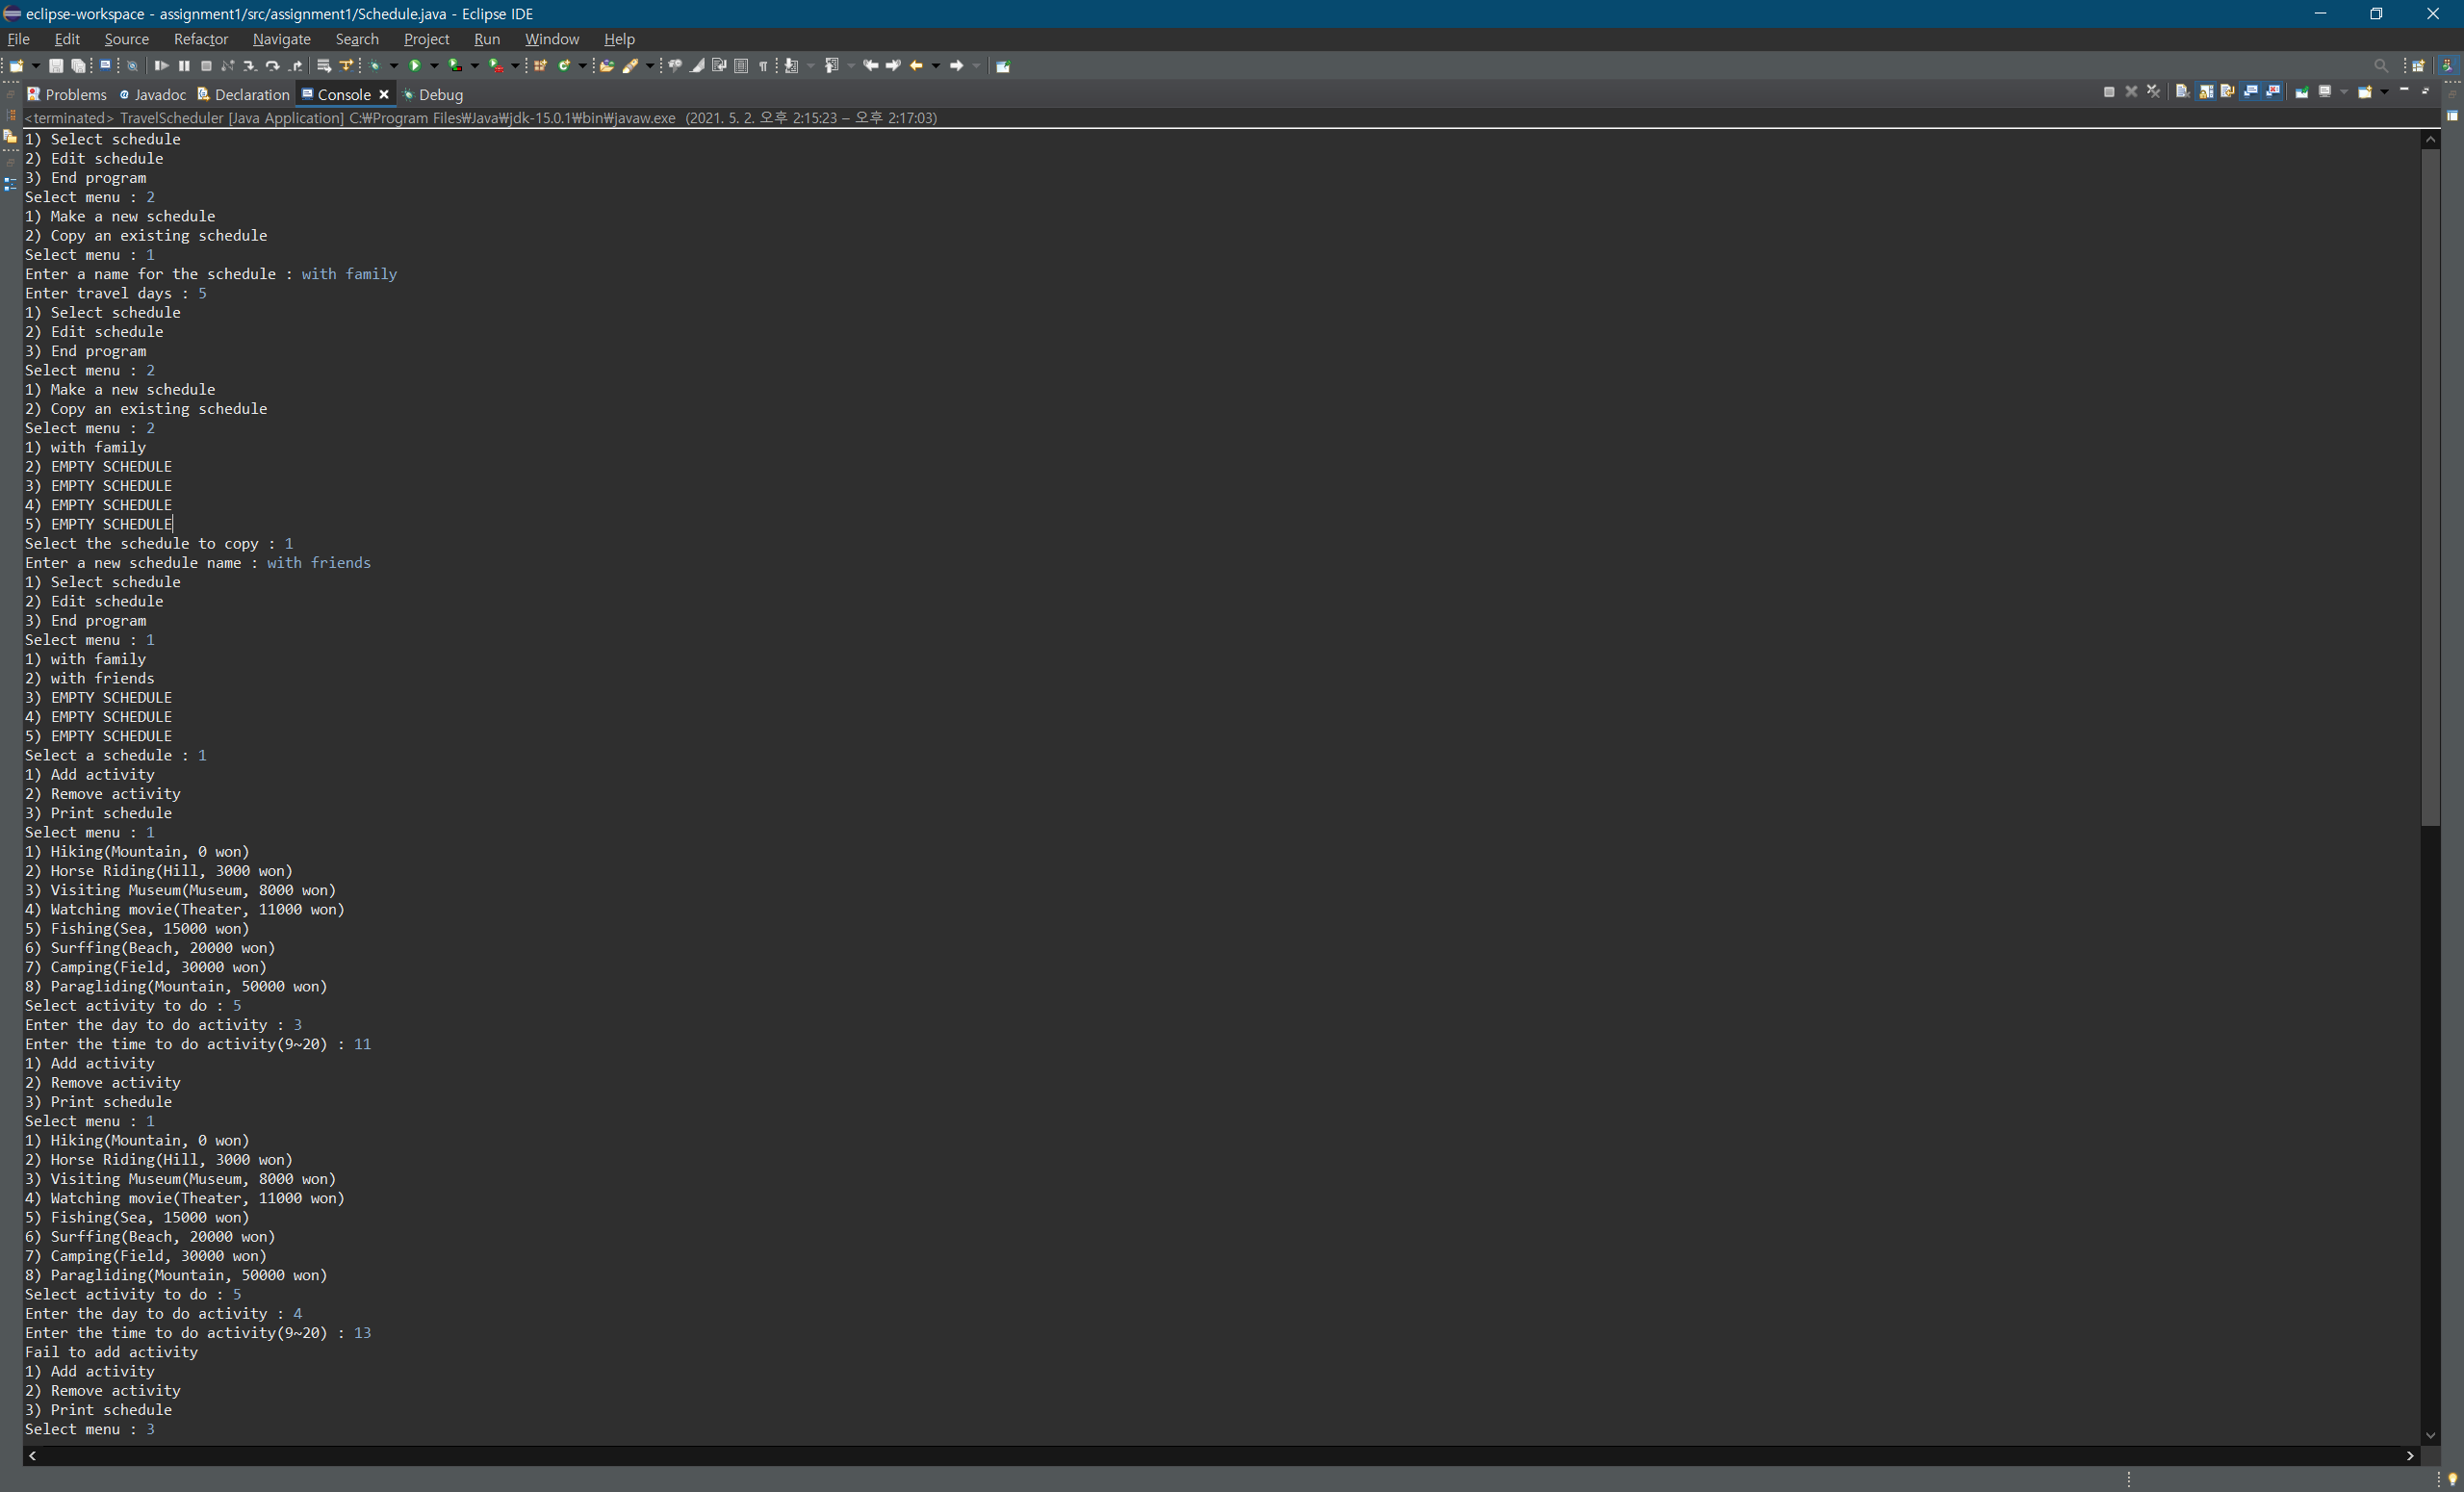 eclipse-workspace - assignment1/src/assignment1/Schedule.java - Eclipse IDE
File Edit Source Refactor Navigate Search Project Run Window Help
Problems Javadoc Declaration Console Debug
<terminated> TravelScheduler [Java Application] C:₩Program Files₩Java₩jdk-15.0.1₩bin₩javaw.exe (2021. 5. 2. 오후 2:15:23 – 오후 2:17:03)
1) Select schedule
2) Edit schedule
3) End program
Select menu : 2
1) Make a new schedule
2) Copy an existing schedule
Select menu : 1
Enter a name for the schedule : with family
Enter travel days : 5
1) Select schedule
2) Edit schedule
3) End program
Select menu : 2
1) Make a new schedule
2) Copy an existing schedule
Select menu : 2
1) with family
2) EMPTY SCHEDULE
3) EMPTY SCHEDULE
4) EMPTY SCHEDULE
5) EMPTY SCHEDULE
Select the schedule to copy : 1
Enter a new schedule name : with friends
1) Select schedule
2) Edit schedule
3) End program
Select menu : 1
1) with family
2) with friends
3) EMPTY SCHEDULE
4) EMPTY SCHEDULE
5) EMPTY SCHEDULE
Select a schedule : 1
1) Add activity
2) Remove activity
3) Print schedule
Select menu : 1
1) Hiking(Mountain, 0 won)
2) Horse Riding(Hill, 3000 won)
3) Visiting Museum(Museum, 8000 won)
4) Watching movie(Theater, 11000 won)
5) Fishing(Sea, 15000 won)
6) Surffing(Beach, 20000 won)
7) Camping(Field, 30000 won)
8) Paragliding(Mountain, 50000 won)
Select activity to do : 5
Enter the day to do activity : 3
Enter the time to do activity(9~20) : 11
1) Add activity
2) Remove activity
3) Print schedule
Select menu : 1
1) Hiking(Mountain, 0 won)
2) Horse Riding(Hill, 3000 won)
3) Visiting Museum(Museum, 8000 won)
4) Watching movie(Theater, 11000 won)
5) Fishing(Sea, 15000 won)
6) Surffing(Beach, 20000 won)
7) Camping(Field, 30000 won)
8) Paragliding(Mountain, 50000 won)
Select activity to do : 5
Enter the day to do activity : 4
Enter the time to do activity(9~20) : 13
Fail to add activity
1) Add activity
2) Remove activity
3) Print schedule
Select menu : 3